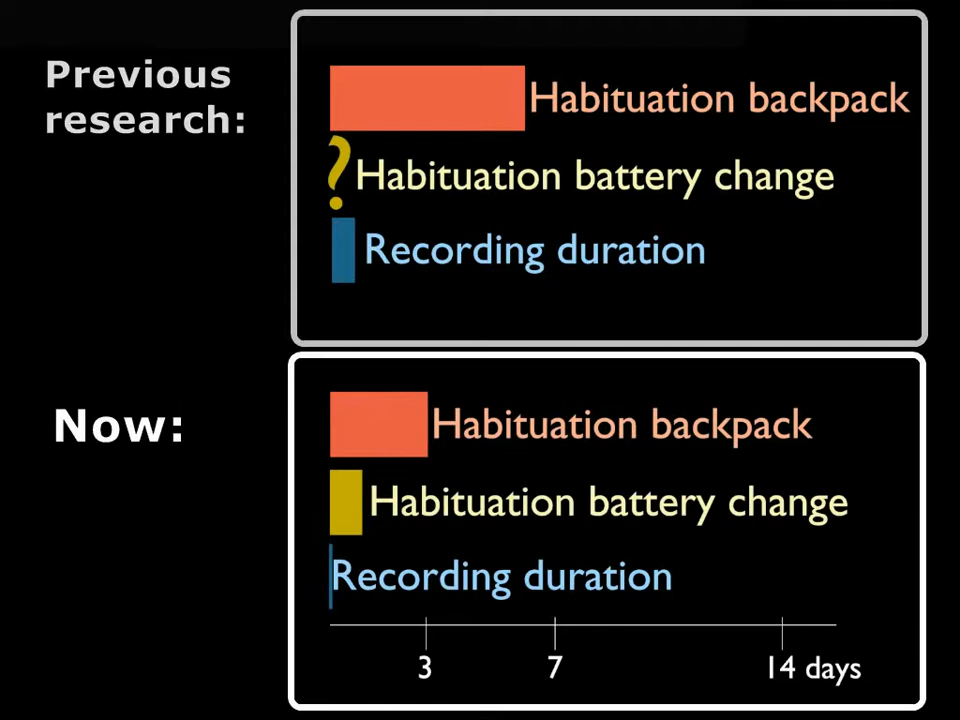 Previous
research:
Habituation backpack
?
Habituation battery change
Recording duration
Now:
Habituation backpack
Habituation battery change
Recording duration
3 7 14 days